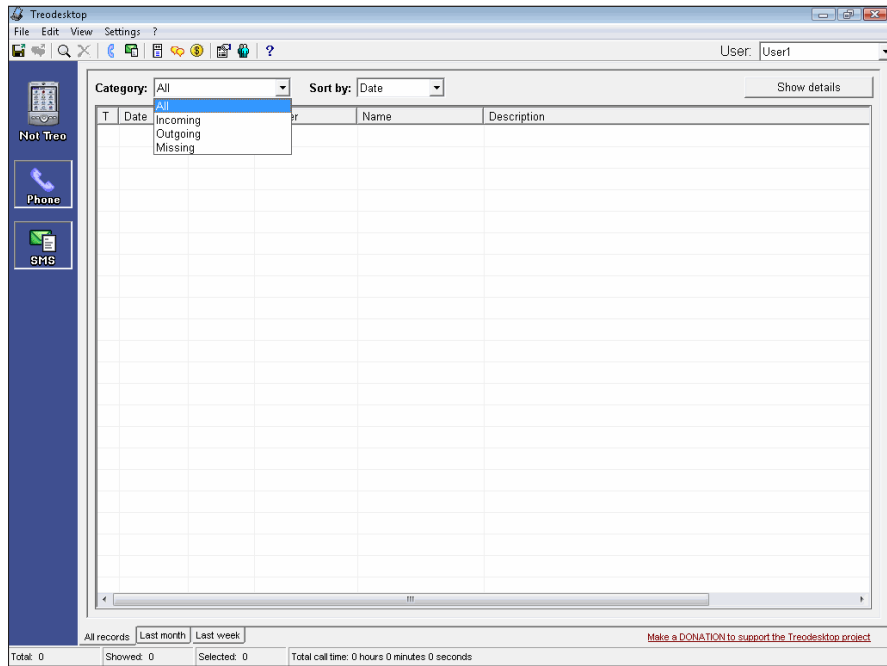 Treodesktop
File Edit View Settings ?
User: User1
Category: All Sort by: Date Show details
All
Incoming
Outgoing
Missing
T Date er Name Description
Not Treo
Phone
SMS
All records Last month Last week Make a DONATION to support the Treodesktop project
Total: 0 Showed: 0 Selected: 0 Total call time: 0 hours 0 minutes 0 seconds